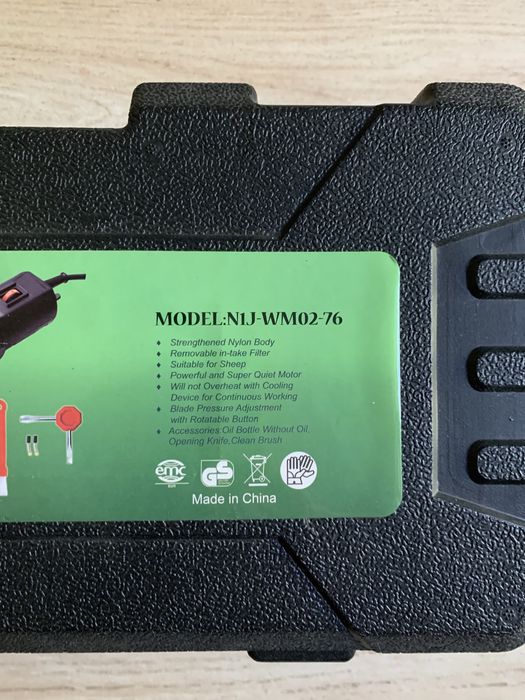 MODEL:N1J-WM02-76
♦ Strengthened Nylon Body
♦ Removable in-take Filter
♦ Suitable for Sheep
♦ Powerful and Super Quiet Motor
♦ Will not Overheat with Cooling
Device for Continuous Working
♦ Blade Pressure Adjustment
with Rotatable Button
♦ Accessories:Oil Bottle Without Oil,
Opening Knife,Clean Brush
emc GS
Made in China